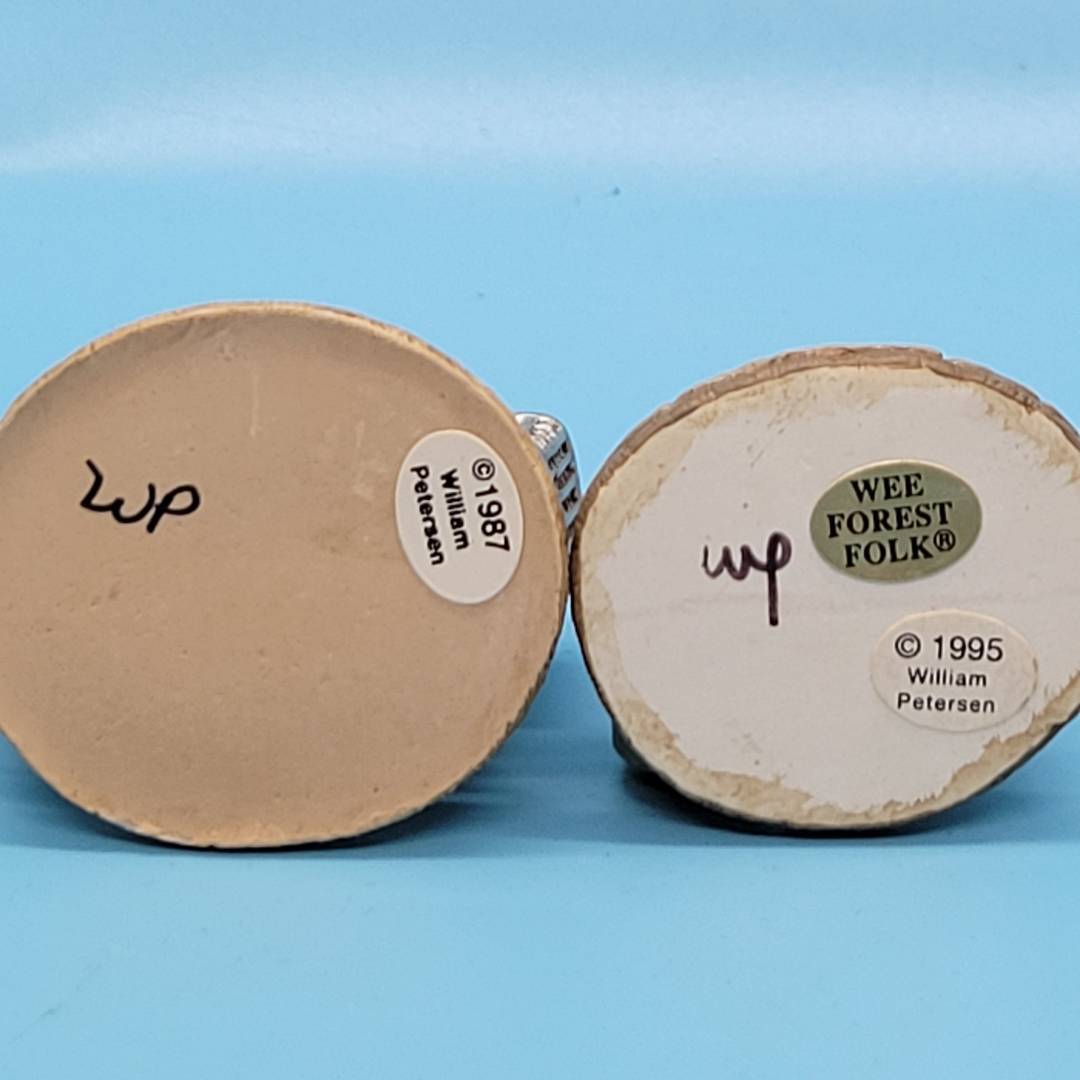 wp
©1987
William
Petersen
wp
WEE
FOREST
FOLK®
© 1995
William
Petersen